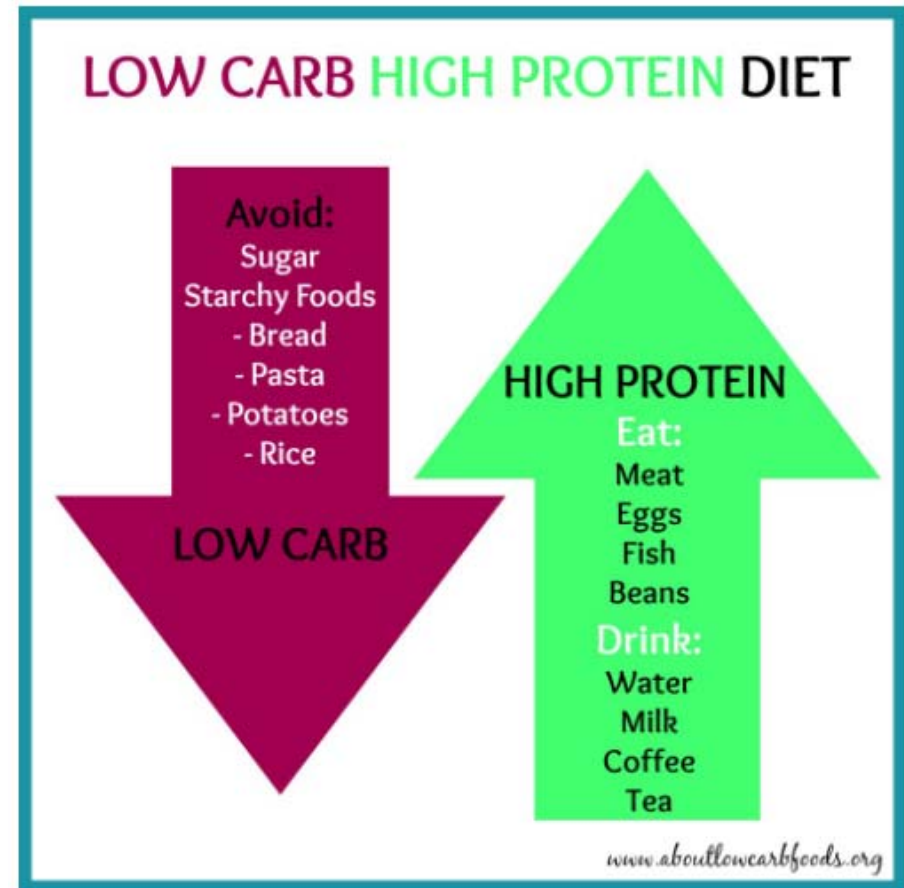 LOW CARB HIGH PROTEIN DIET
Avoid:
Sugar
Starchy Foods
- Bread
- Pasta
- Potatoes
- Rice
LOW CARB
HIGH PROTEIN
Eat:
Meat
Eggs
Fish
Beans
Drink:
Water
Milk
Coffee
Tea
www.aboutlowcarbfoods.org